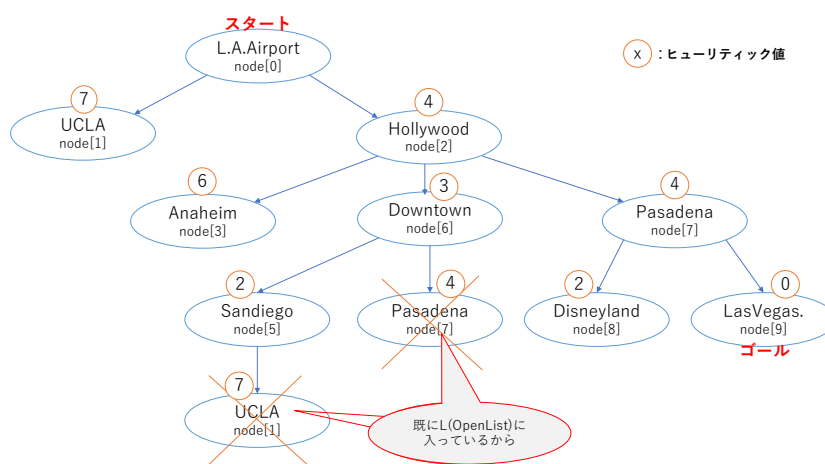 スタート
L.A.Airport
node[0]
x
:ヒューリティック値
7
UCLA
node[1]
4
Hollywood
node[2]
6
Anaheim
node[3]
3
Downtown
node[6]
4
Pasadena
node[7]
2
Sandiego
node[5]
4
Pasadena
node[7]
2
Disneyland
node[8]
0
LasVegas.
node[9]
ゴール
7
UCLA
node[1]
既にL(OpenList)に
入っているから